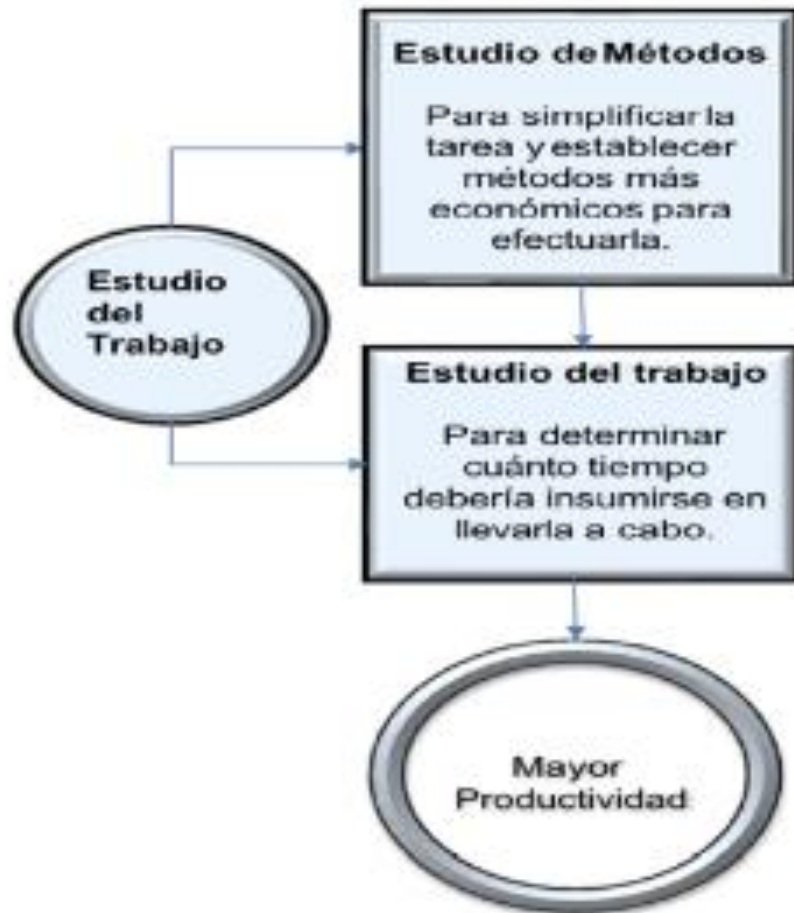 Estudio de Métodos
Para simplificar la
tarea y establecer
métodos más
económicos para
efectuarla.
Estudio
del
Trabajo
Estudio del trabajo
Para determinar
cuánto tiempo
debería insumirse en
llevarla a cabo.
Mayor
Productividad